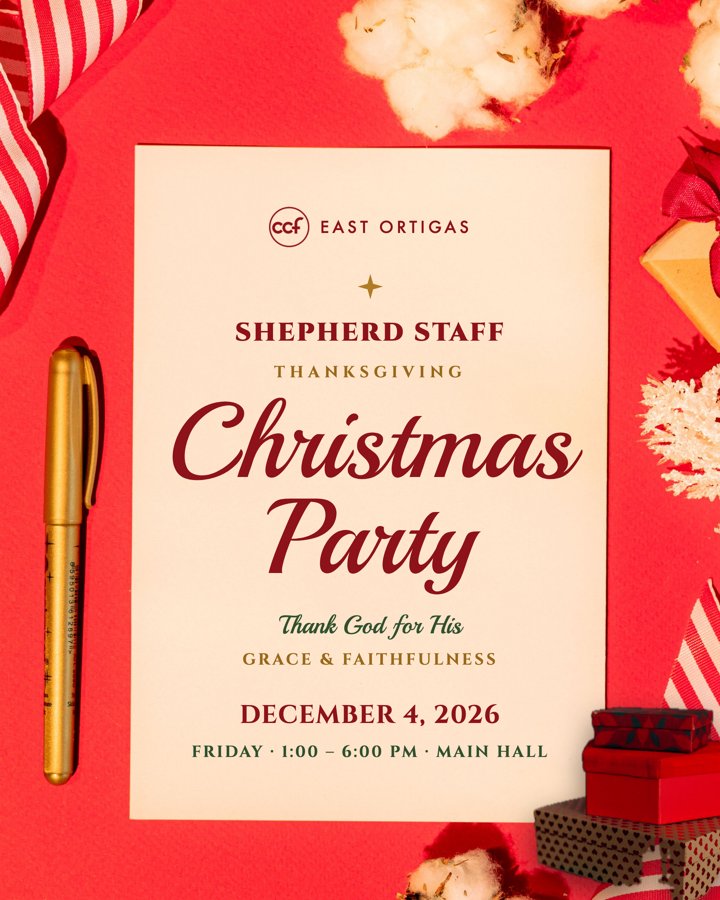 ccf EAST ORTIGAS
SHEPHERD STAFF
THANKSGIVING
Christmas
Party
Thank God for His
GRACE & FAITHFULNESS
DECEMBER 4, 2026
FRIDAY · 1:00 – 6:00 PM · MAIN HALL